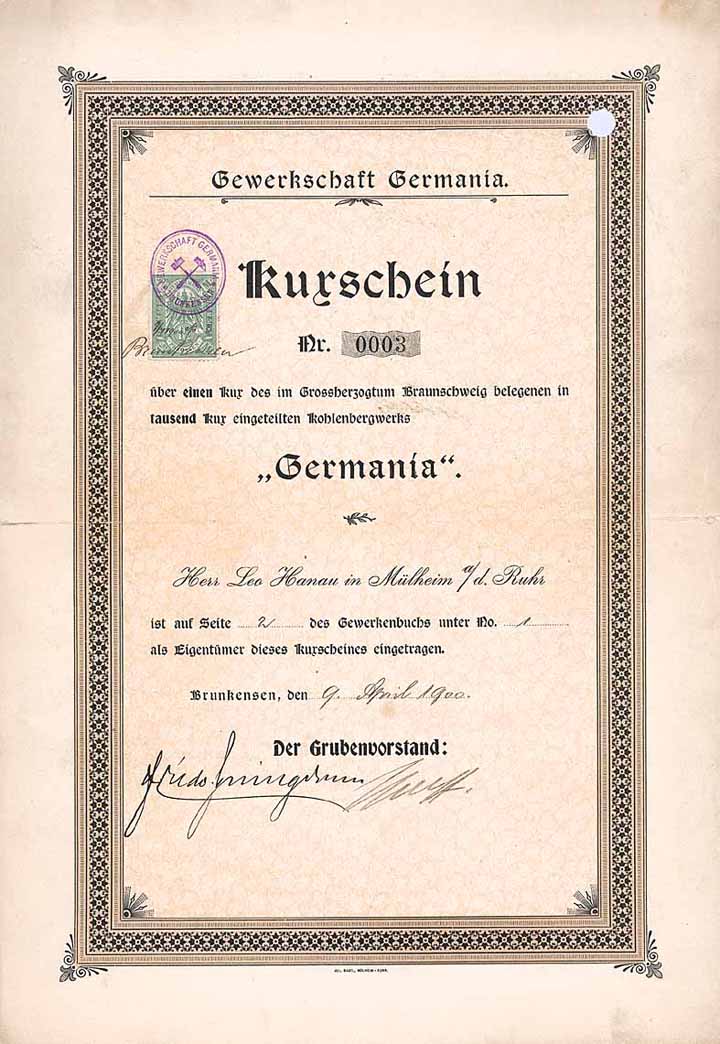 Gewerkschaft Germania.
GEWERKSCHAFT GERMANIA
Kuxschein
Nr. 0003
über einen Kux des im Grossherzogtum Braunschweig belegenen in
tausend Kux eingeteilten Kohlenbergwerks
„Germania“.
Herr Leo Hanau in Mülheim a/d. Ruhr
ist auf Seite 2 des Gewerkenbuchs unter No. 1
als Eigentümer dieses Kuxscheines eingetragen.
Brunkensen, den 9. April 1900.
Der Grubenvorstand: